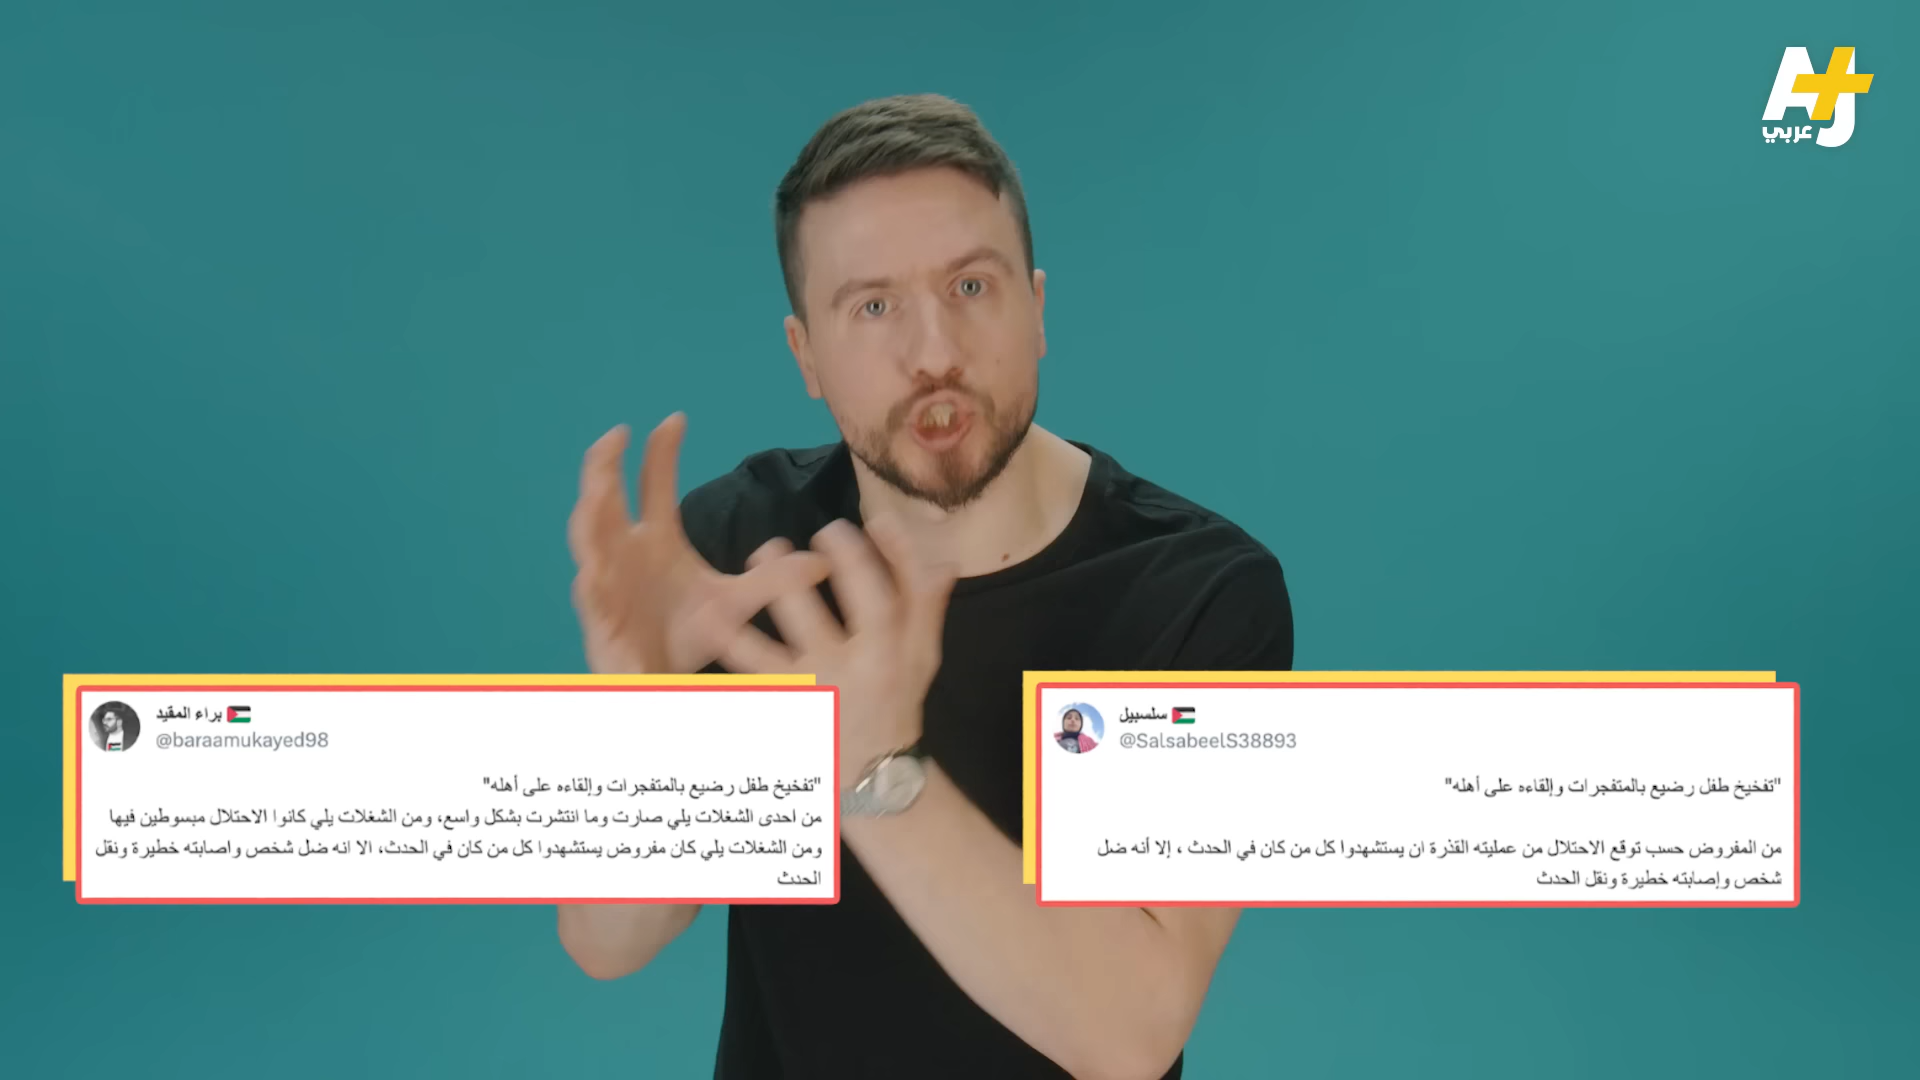 AJ+
عربي
براء المقيد
@baraamukayed98
"تفخيخ طفل رضيع بالمتفجرات وإلقاءه على أهله"
من احدى الشغلات يلي صارت وما انتشرت بشكل واسع، ومن الشغلات يلي كانوا الاحتلال مبسوطين فيها
ومن الشغلات يلي كان مفروض يستشهدوا كل من كان في الحدث، الا انه ضل شخص واصابته خطيرة ونقل
الحدث
سلسبيل
@SalsabeelS38893
"تفخيخ طفل رضيع بالمتفجرات وإلقاءه على أهله"
من المفروض حسب توقع الاحتلال من عمليته القذرة ان يستشهدوا كل من كان في الحدث ، إلا أنه ضل
شخص وإصابته خطيرة ونقل الحدث